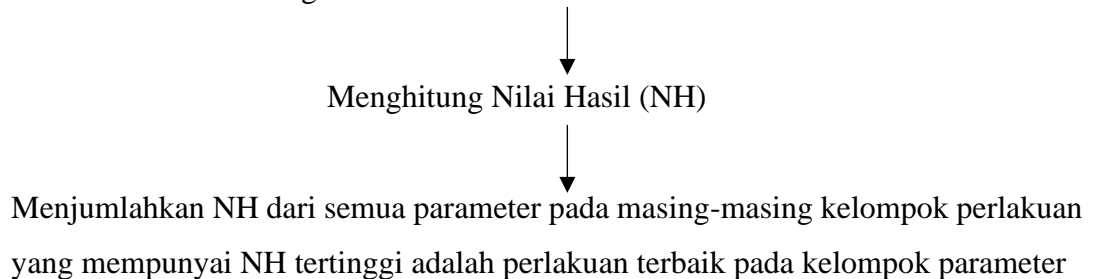 Menghitung Nilai Hasil (NH)
Menjumlahkan NH dari semua parameter pada masing-masing kelompok perlakuan
yang mempunyai NH tertinggi adalah perlakuan terbaik pada kelompok parameter